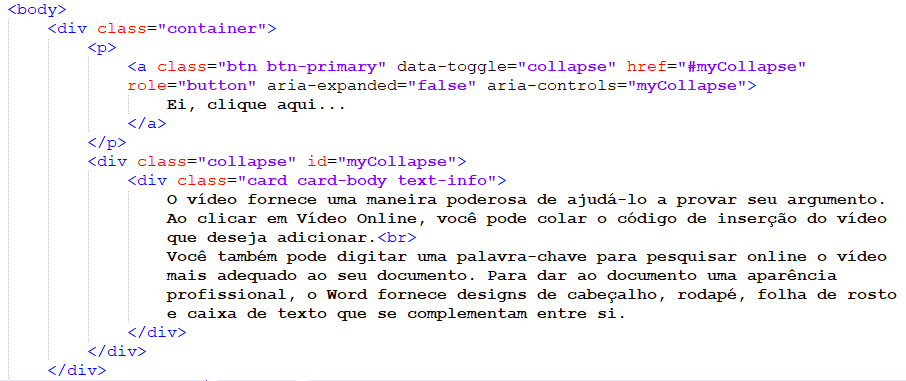 <body>
<div class="container">
<p>
<a class="btn btn-primary" data-toggle="collapse" href="#myCollapse"
role="button" aria-expanded="false" aria-controls="myCollapse">
Ei, clique aqui...
</a>
</p>
<div class="collapse" id="myCollapse">
<div class="card card-body text-info">
O vídeo fornece uma maneira poderosa de ajudá-lo a provar seu argumento.
Ao clicar em Vídeo Online, você pode colar o código de inserção do vídeo
que deseja adicionar.<br>
Você também pode digitar uma palavra-chave para pesquisar online o vídeo
mais adequado ao seu documento. Para dar ao documento uma aparência
profissional, o Word fornece designs de cabeçalho, rodapé, folha de rosto
e caixa de texto que se complementam entre si.
</div>
</div>
</div>